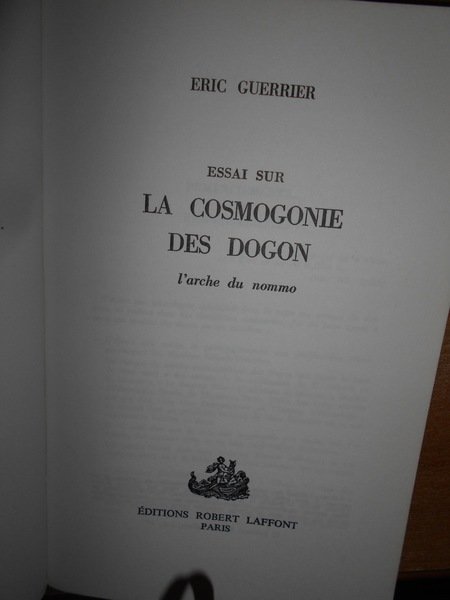 ERIC GUERRIER
ESSAI SUR
LA COSMOGONIE
DES DOGON
l'arche du nommo
ÉDITIONS ROBERT LAFFONT
PARIS